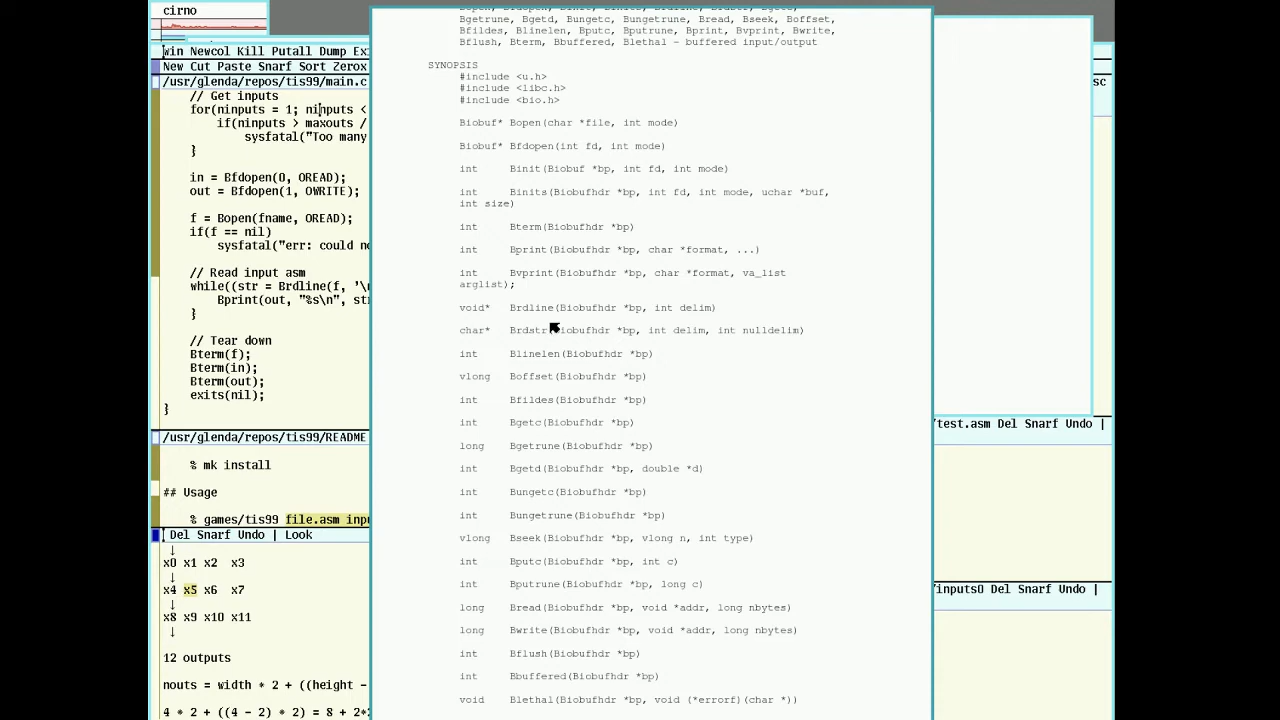 cirno
Win Newcol Kill Putall Dump Ex
New Cut Paste Snarf Sort Zerox
/usr/glenda/repos/tis99/main.c
// Get inputs
for(ninputs = 1; ninputs <
if(ninputs > maxouts /
sysfatal("Too many
}
in = Bfdopen(0, OREAD);
out = Bfdopen(1, OWRITE);
f = Bopen(fname, OREAD);
if(f == nil)
sysfatal("err: could no
// Read input asm
while((str = Brdline(f, '\
Bprint(out, "%s\n", st
}
// Tear down
Bterm(f);
Bterm(in);
Bterm(out);
exits(nil);
}
/usr/glenda/repos/tis99/README
% mk install
## Usage
% games/tis99 file.asm inpu
Del Snarf Undo | Look
↓
x0 x1 x2 x3
↓
x4 x5 x6 x7
↓
x8 x9 x10 x11
↓
12 outputs
nouts = width * 2 + ((height -
4 * 2 + ((4 - 2) * 2) = 8 + 2*
Bgetrune, Bgetd, Bungetc, Bungetrune, Bread, Bseek, Boffset,
Bfildes, Blinelen, Bputc, Bputrune, Bprint, Bvprint, Bwrite,
Bflush, Bterm, Bbuffered, Blethal - buffered input/output
SYNOPSIS
#include <u.h>
#include <libc.h>
#include <bio.h>
Biobuf* Bopen(char *file, int mode)
Biobuf* Bfdopen(int fd, int mode)
int Binit(Biobuf *bp, int fd, int mode)
int Binits(Biobufhdr *bp, int fd, int mode, uchar *buf,
int size)
int Bterm(Biobufhdr *bp)
int Bprint(Biobufhdr *bp, char *format, ...)
int Bvprint(Biobufhdr *bp, char *format, va_list
arglist);
void* Brdline(Biobufhdr *bp, int delim)
char* Brdstr(Biobufhdr *bp, int delim, int nulldelim)
int Blinelen(Biobufhdr *bp)
vlong Boffset(Biobufhdr *bp)
int Bfildes(Biobufhdr *bp)
int Bgetc(Biobufhdr *bp)
long Bgetrune(Biobufhdr *bp)
int Bgetd(Biobufhdr *bp, double *d)
int Bungetc(Biobufhdr *bp)
int Bungetrune(Biobufhdr *bp)
vlong Bseek(Biobufhdr *bp, vlong n, int type)
int Bputc(Biobufhdr *bp, int c)
int Bputrune(Biobufhdr *bp, long c)
long Bread(Biobufhdr *bp, void *addr, long nbytes)
long Bwrite(Biobufhdr *bp, void *addr, long nbytes)
int Bflush(Biobufhdr *bp)
int Bbuffered(Biobufhdr *bp)
void Blethal(Biobufhdr *bp, void (*errorf)(char *))
sc
/test.asm Del Snarf Undo |
/inputs0 Del Snarf Undo |